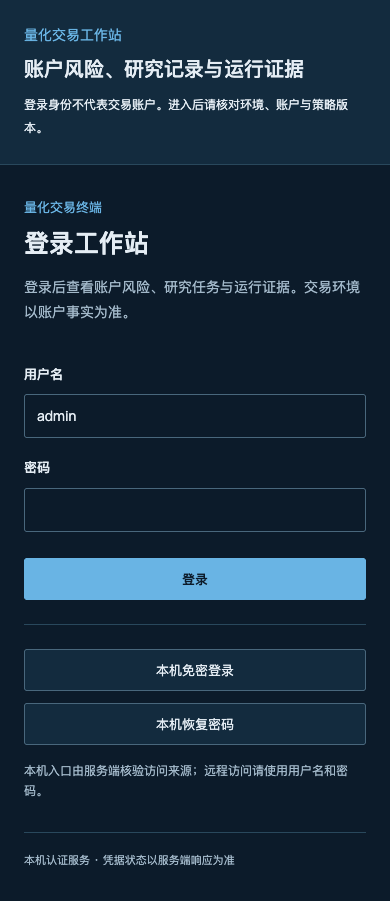 量化交易工作站
账户风险、研究记录与运行证据
登录身份不代表交易账户。进入后请核对环境、账户与策略版
本。
量化交易终端
登录工作站
登录后查看账户风险、研究任务与运行证据。交易环境
以账户事实为准。
用户名
admin
密码
登录
本机免密登录
本机恢复密码
本机入口由服务端核验访问来源；远程访问请使用用户名和密
码。
本机认证服务 · 凭据状态以服务端响应为准